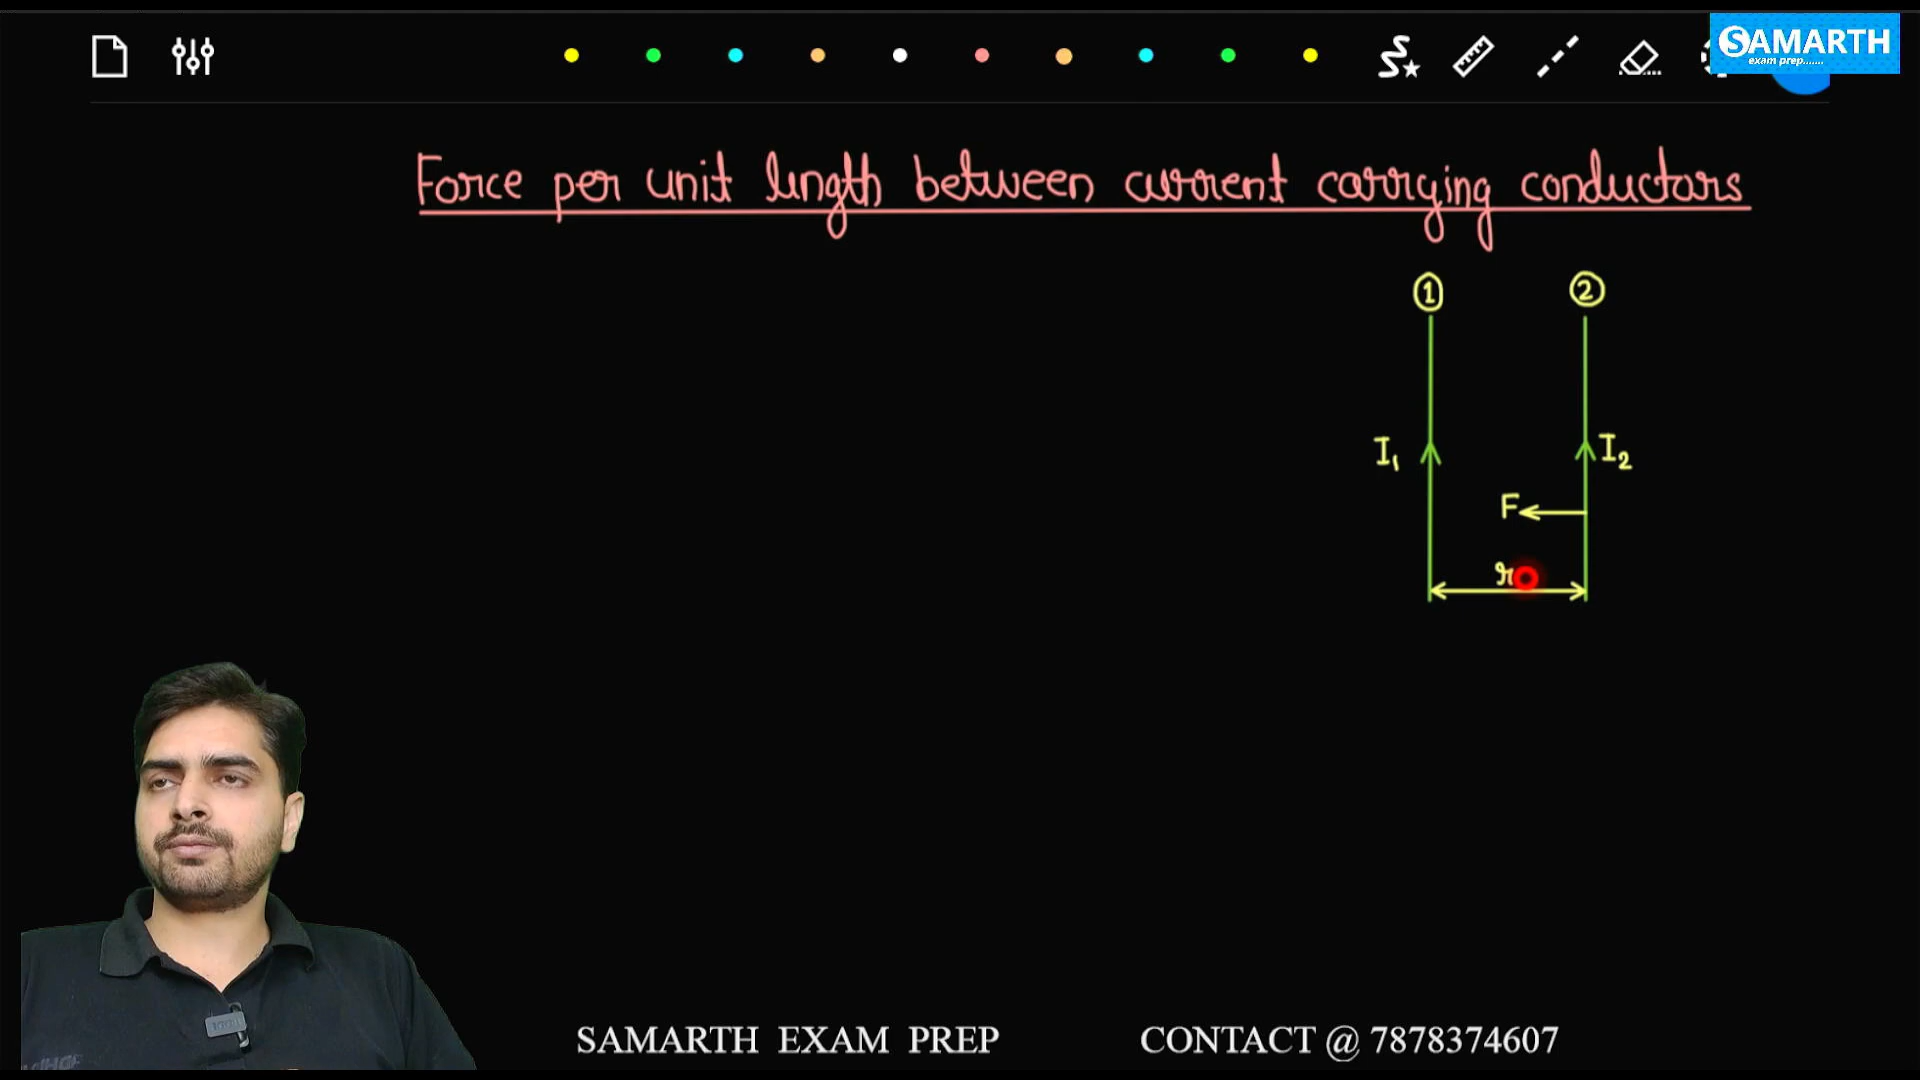 SAMARTH
exam prep.......
Force per unit length between current carrying conductors
① ②
I₁ I₂
F
r
SAMARTH EXAM PREP CONTACT @ 7878374607